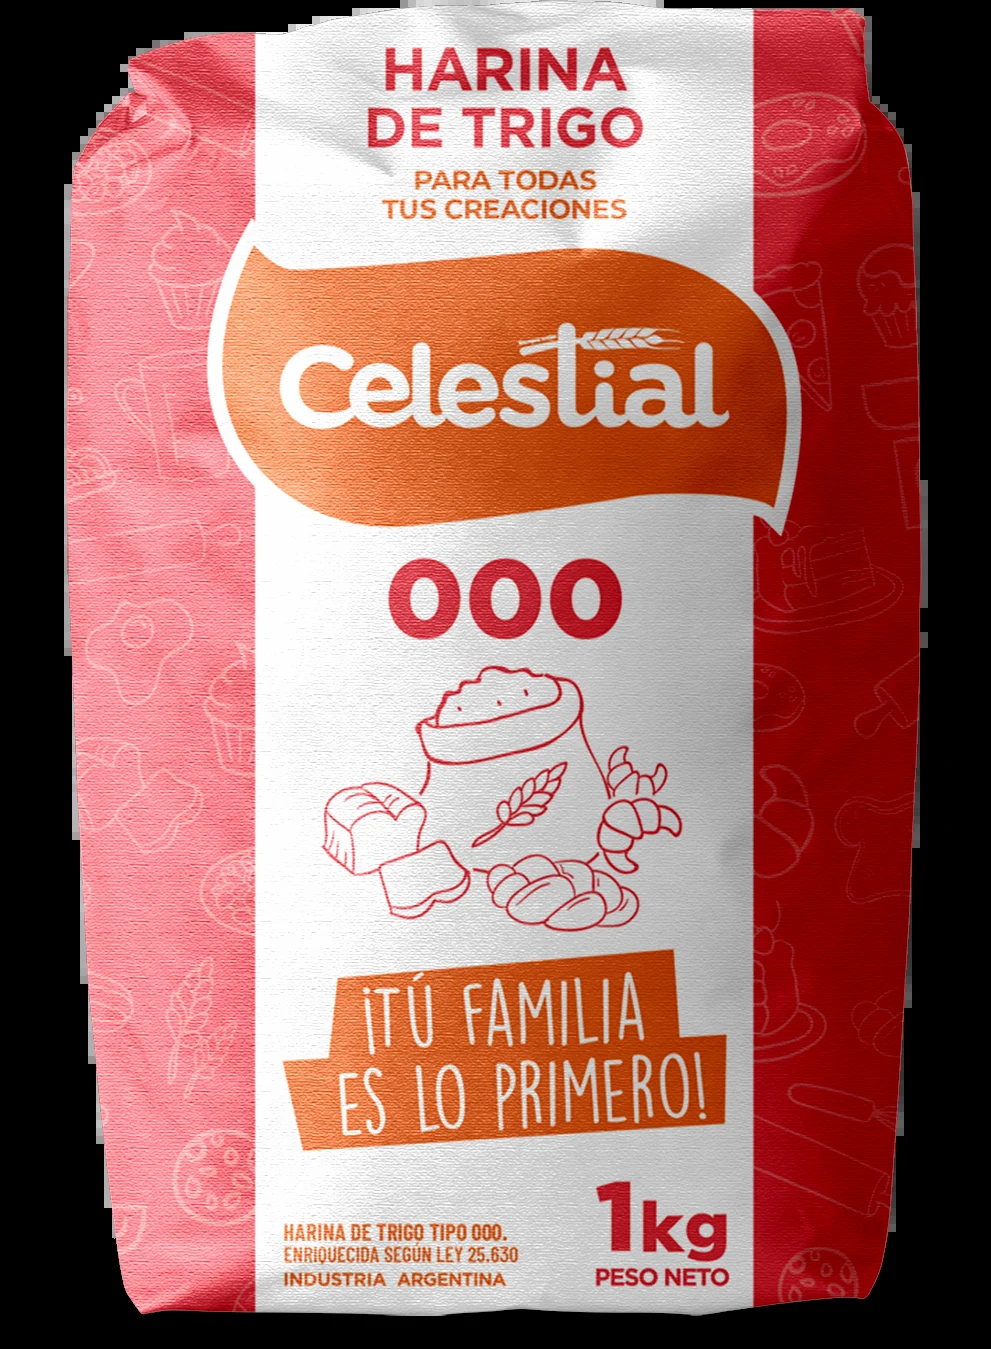 HARINA
DE TRIGO
PARA TODAS
TUS CREACIONES
Celestial
000
¡TÚ FAMILIA
ES LO PRIMERO!
HARINA DE TRIGO TIPO 000.
ENRIQUECIDA SEGÚN LEY 25.630
INDUSTRIA ARGENTINA
1kg
PESO NETO